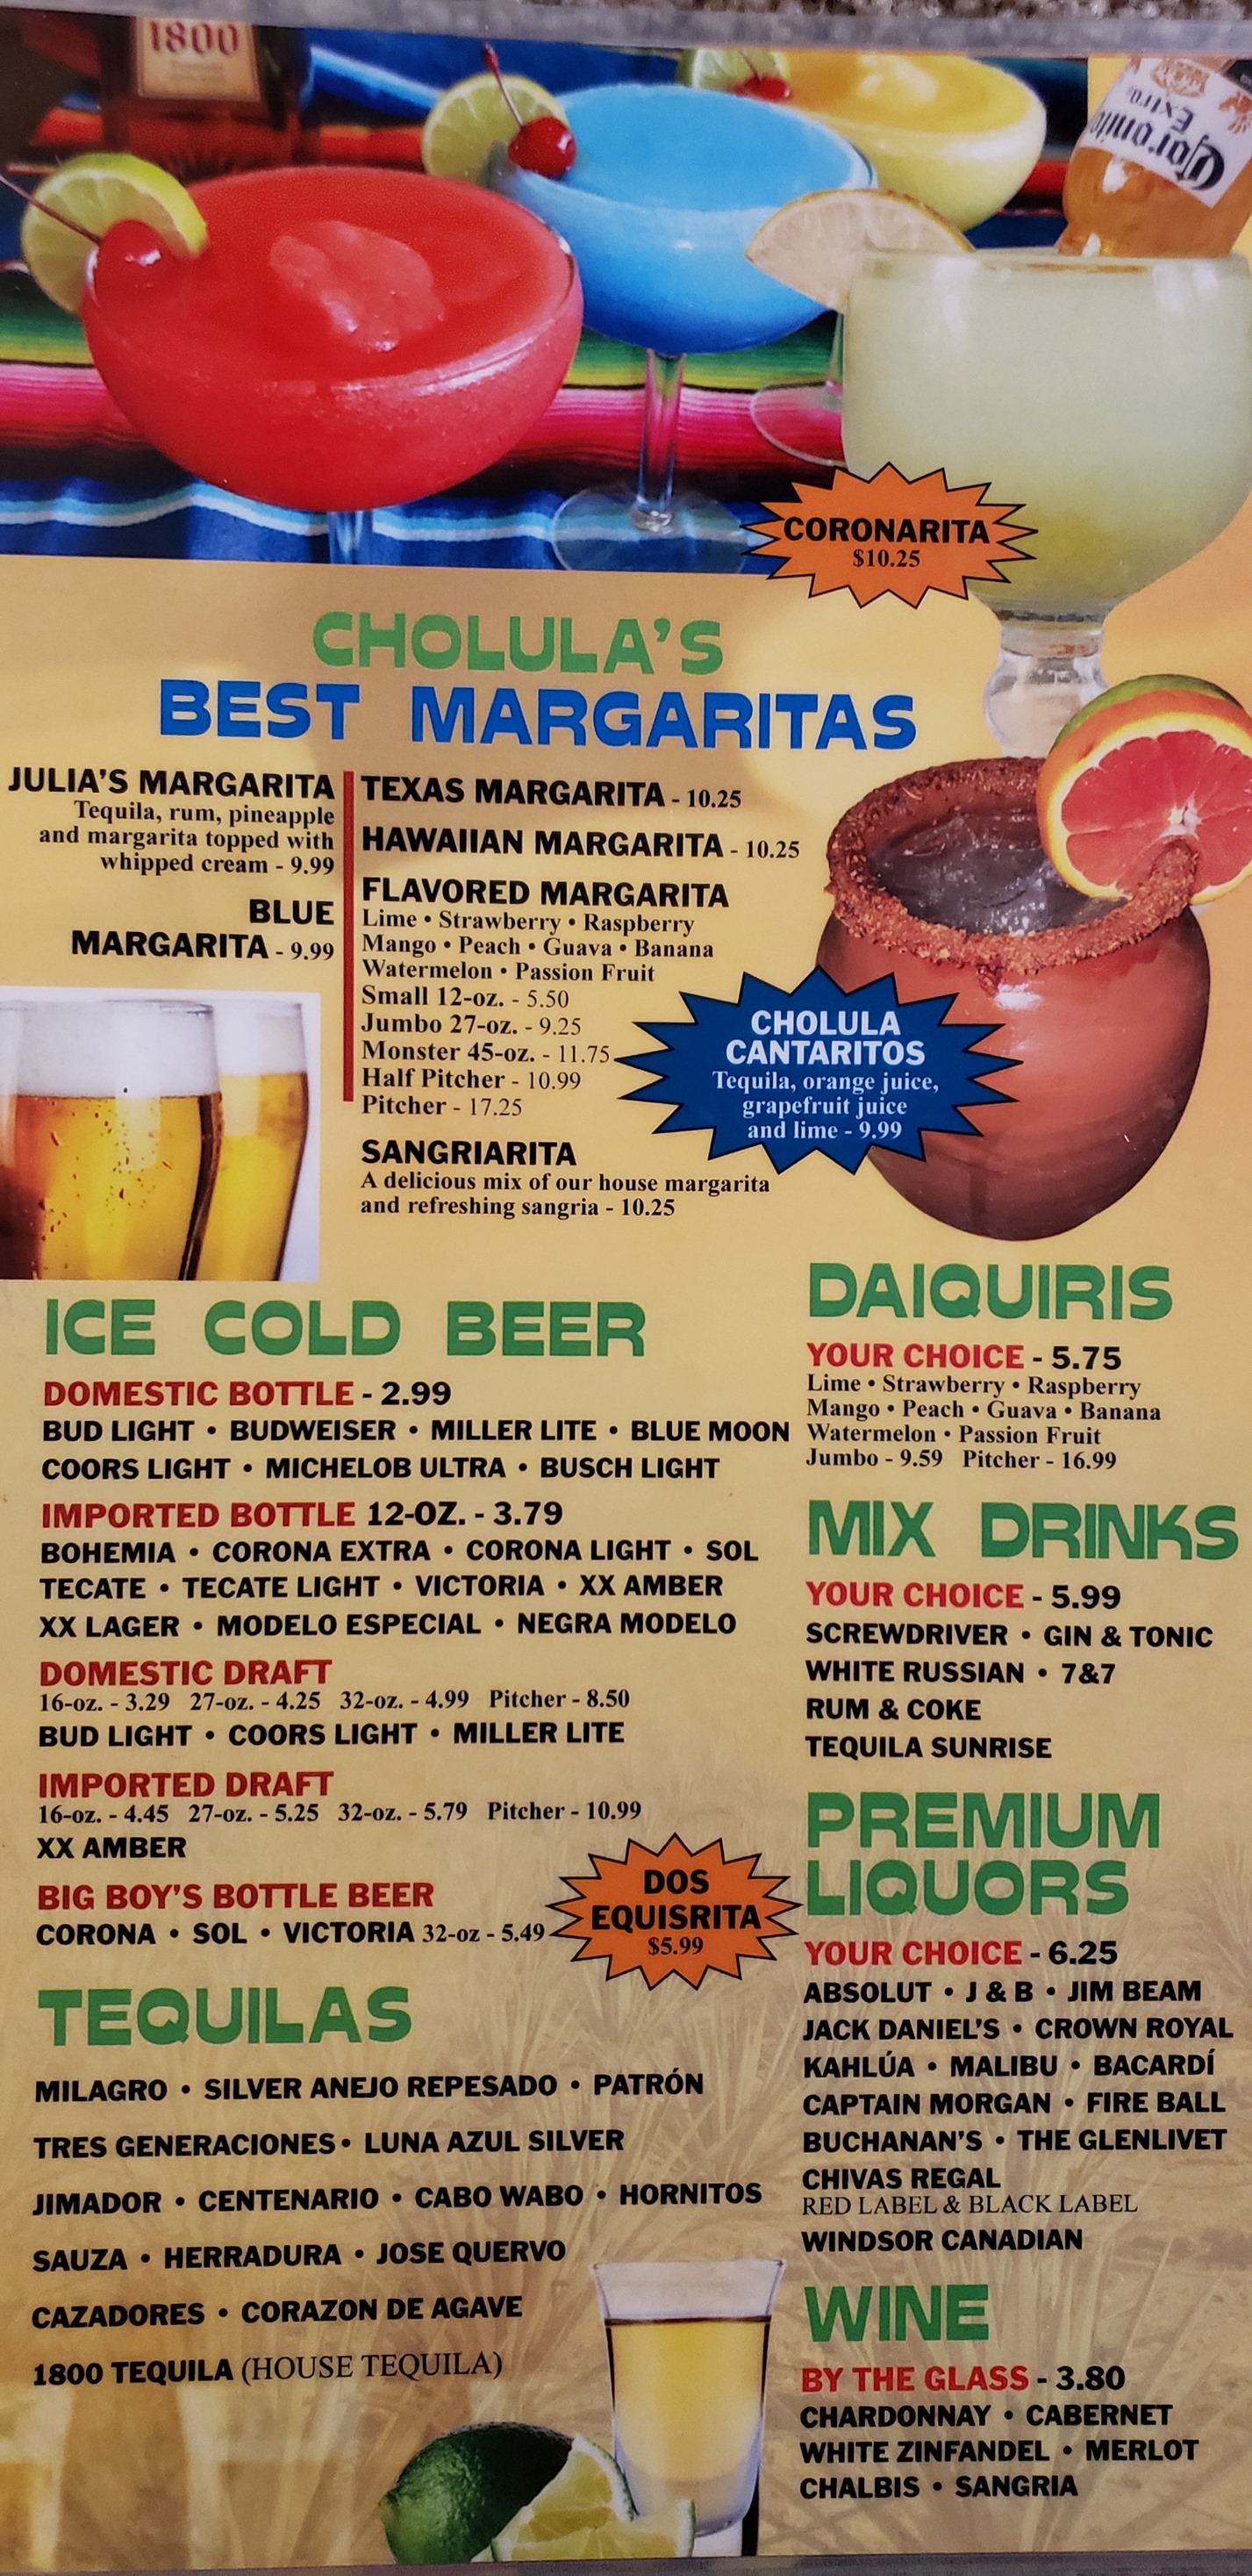 1800
Coronita
Extra
CORONARITA
$10.25
CHOLULA'S
BEST MARGARITAS
JULIA'S MARGARITA
Tequila, rum, pineapple
and margarita topped with
whipped cream - 9.99
BLUE
MARGARITA - 9.99
TEXAS MARGARITA - 10.25
HAWAIIAN MARGARITA - 10.25
FLAVORED MARGARITA
Lime • Strawberry • Raspberry
Mango • Peach • Guava • Banana
Watermelon • Passion Fruit
Small 12-oz. - 5.50
Jumbo 27-oz. - 9.25
Monster 45-oz. - 11.75
Half Pitcher - 10.99
Pitcher - 17.25
SANGRIARITA
A delicious mix of our house margarita
and refreshing sangria - 10.25
CHOLULA
CANTARITOS
Tequila, orange juice,
grapefruit juice
and lime - 9.99
ICE COLD BEER
DOMESTIC BOTTLE - 2.99
BUD LIGHT • BUDWEISER • MILLER LITE • BLUE MOON
COORS LIGHT • MICHELOB ULTRA • BUSCH LIGHT
IMPORTED BOTTLE 12-OZ. - 3.79
BOHEMIA • CORONA EXTRA • CORONA LIGHT • SOL
TECATE • TECATE LIGHT • VICTORIA • XX AMBER
XX LAGER • MODELO ESPECIAL • NEGRA MODELO
DOMESTIC DRAFT
16-oz. - 3.29 27-oz. - 4.25 32-oz. - 4.99 Pitcher - 8.50
BUD LIGHT • COORS LIGHT • MILLER LITE
IMPORTED DRAFT
16-oz. - 4.45 27-oz. - 5.25 32-oz. - 5.79 Pitcher - 10.99
XX AMBER
BIG BOY'S BOTTLE BEER
CORONA • SOL • VICTORIA 32-oz - 5.49
DOS
EQUISRITA
$5.99
TEQUILAS
MILAGRO • SILVER ANEJO REPESADO • PATRÓN
TRES GENERACIONES • LUNA AZUL SILVER
JIMADOR • CENTENARIO • CABO WABO • HORNITOS
SAUZA • HERRADURA • JOSE QUERVO
CAZADORES • CORAZON DE AGAVE
1800 TEQUILA (HOUSE TEQUILA)
DAIQUIRIS
YOUR CHOICE - 5.75
Lime • Strawberry • Raspberry
Mango • Peach • Guava • Banana
Watermelon • Passion Fruit
Jumbo - 9.59 Pitcher - 16.99
MIX DRINKS
YOUR CHOICE - 5.99
SCREWDRIVER • GIN & TONIC
WHITE RUSSIAN • 7&7
RUM & COKE
TEQUILA SUNRISE
PREMIUM
LIQUORS
YOUR CHOICE - 6.25
ABSOLUT • J & B • JIM BEAM
JACK DANIEL'S • CROWN ROYAL
KAHLÚA • MALIBU • BACARDÍ
CAPTAIN MORGAN • FIRE BALL
BUCHANAN'S • THE GLENLIVET
CHIVAS REGAL
RED LABEL & BLACK LABEL
WINDSOR CANADIAN
WINE
BY THE GLASS - 3.80
CHARDONNAY • CABERNET
WHITE ZINFANDEL • MERLOT
CHALBIS • SANGRIA